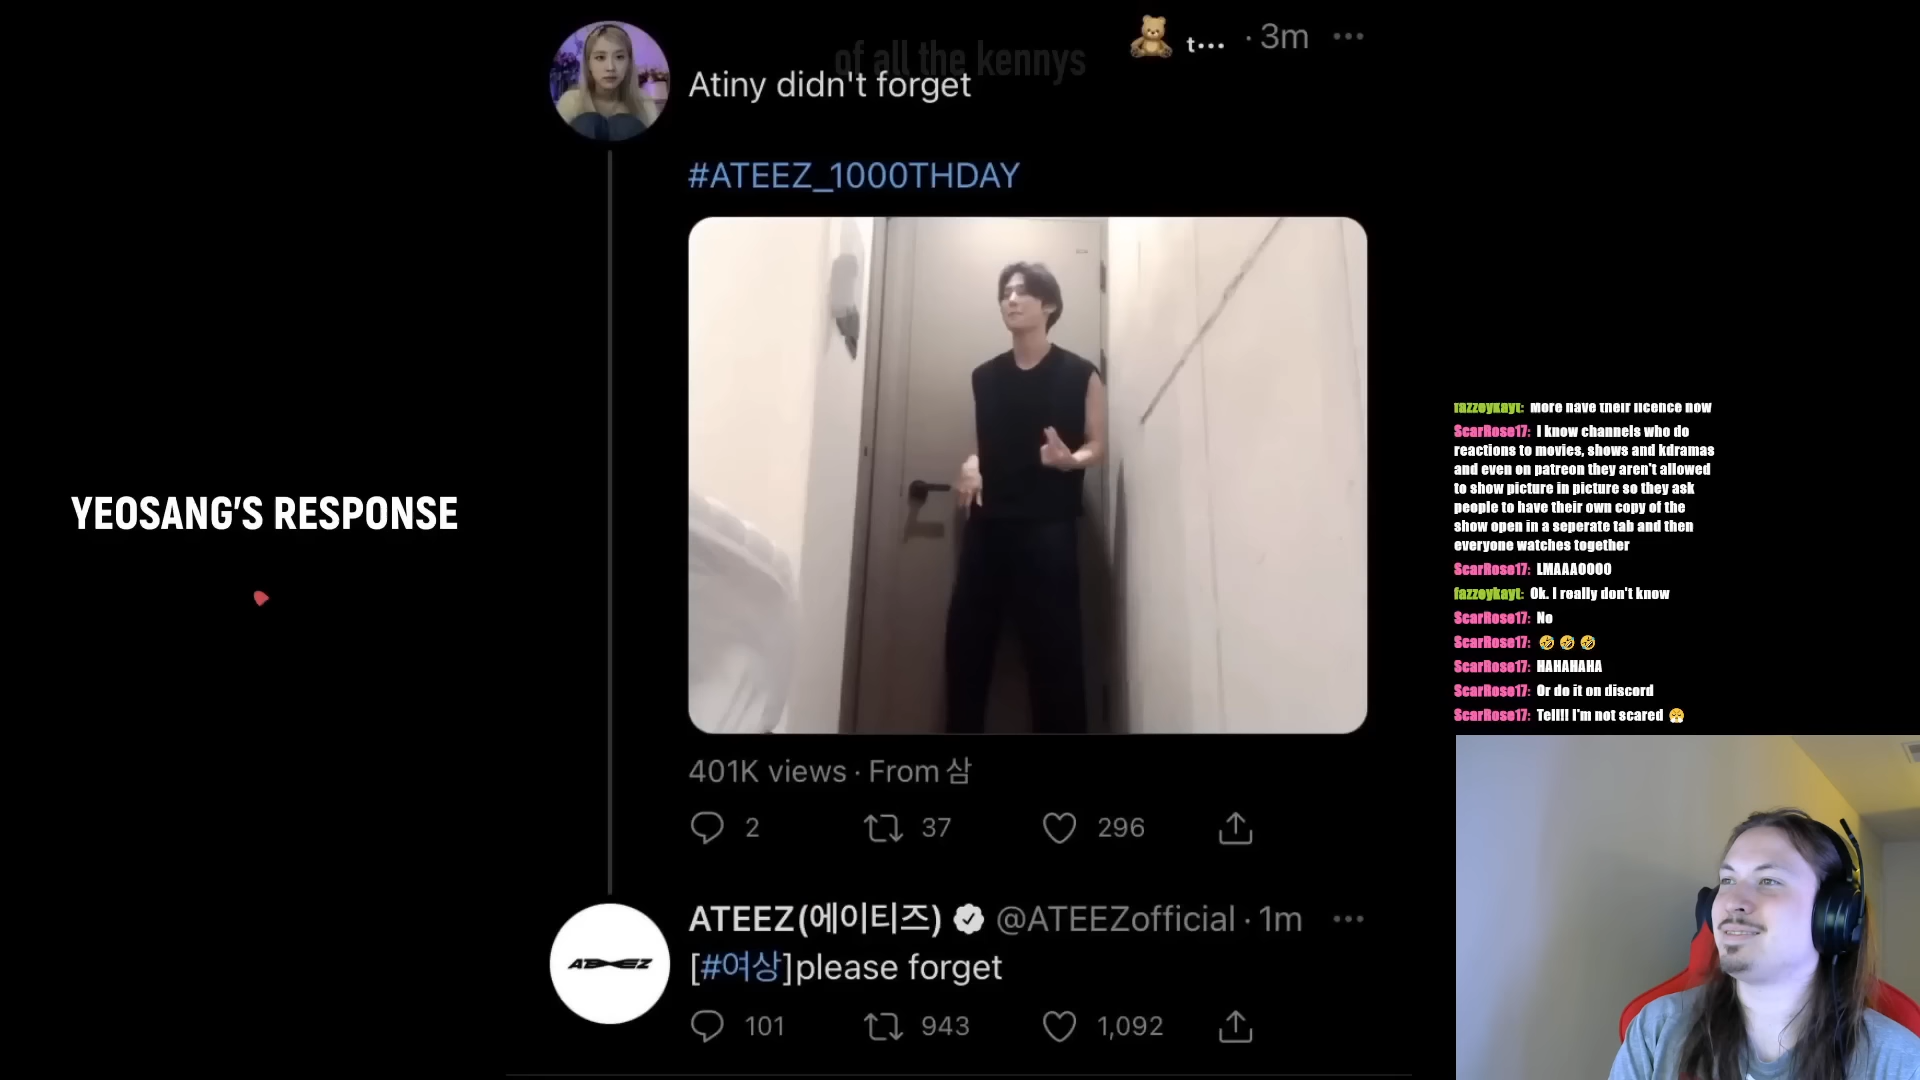 of all the kennys
t... · 3m
Atiny didn't forget
#ATEEZ_1000THDAY
YEOSANG'S RESPONSE
401K views · From 삼
2 37 296
ATEEZ(에이티즈) @ATEEZofficial · 1m
ATEEZ
[#여상]please forget
101 943 1,092
fazzeykayt: More have their licence now
ScarRose17: I know channels who do
reactions to movies, shows and kdramas
and even on patreon they aren't allowed
to show picture in picture so they ask
people to have their own copy of the
show open in a seperate tab and then
everyone watches together
ScarRose17: LMAAAOOOO
fazzeykayt: Ok. I really don't know
ScarRose17: No
ScarRose17: 🤣 🤣 🤣
ScarRose17: HAHAHAHA
ScarRose17: Or do it on discord
ScarRose17: Tell!! I'm not scared 😤